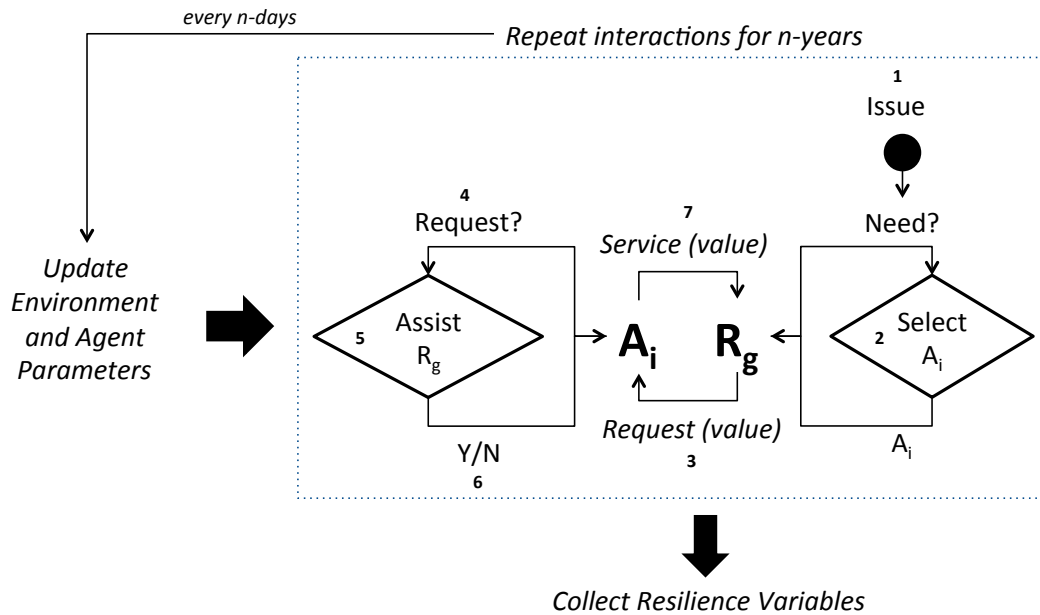 every n-days
Repeat interactions for n-years
1
Issue
4
Request?
7
Service (value)
Need?
Update
Environment
and Agent
Parameters
5
Assist
Rg
Ai
Rg
2
Select
Ai
Request (value)
3
Y/N
6
Ai
Collect Resilience Variables